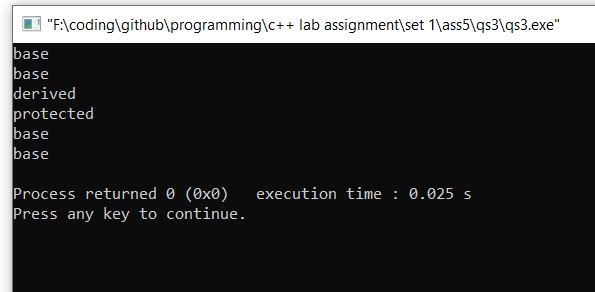 "F:\coding\github\programming\c++ lab assignment\set 1\ass5\qs3\qs3.exe"
base
base
derived
protected
base
base
Process returned 0 (0x0)   execution time : 0.025 s
Press any key to continue.